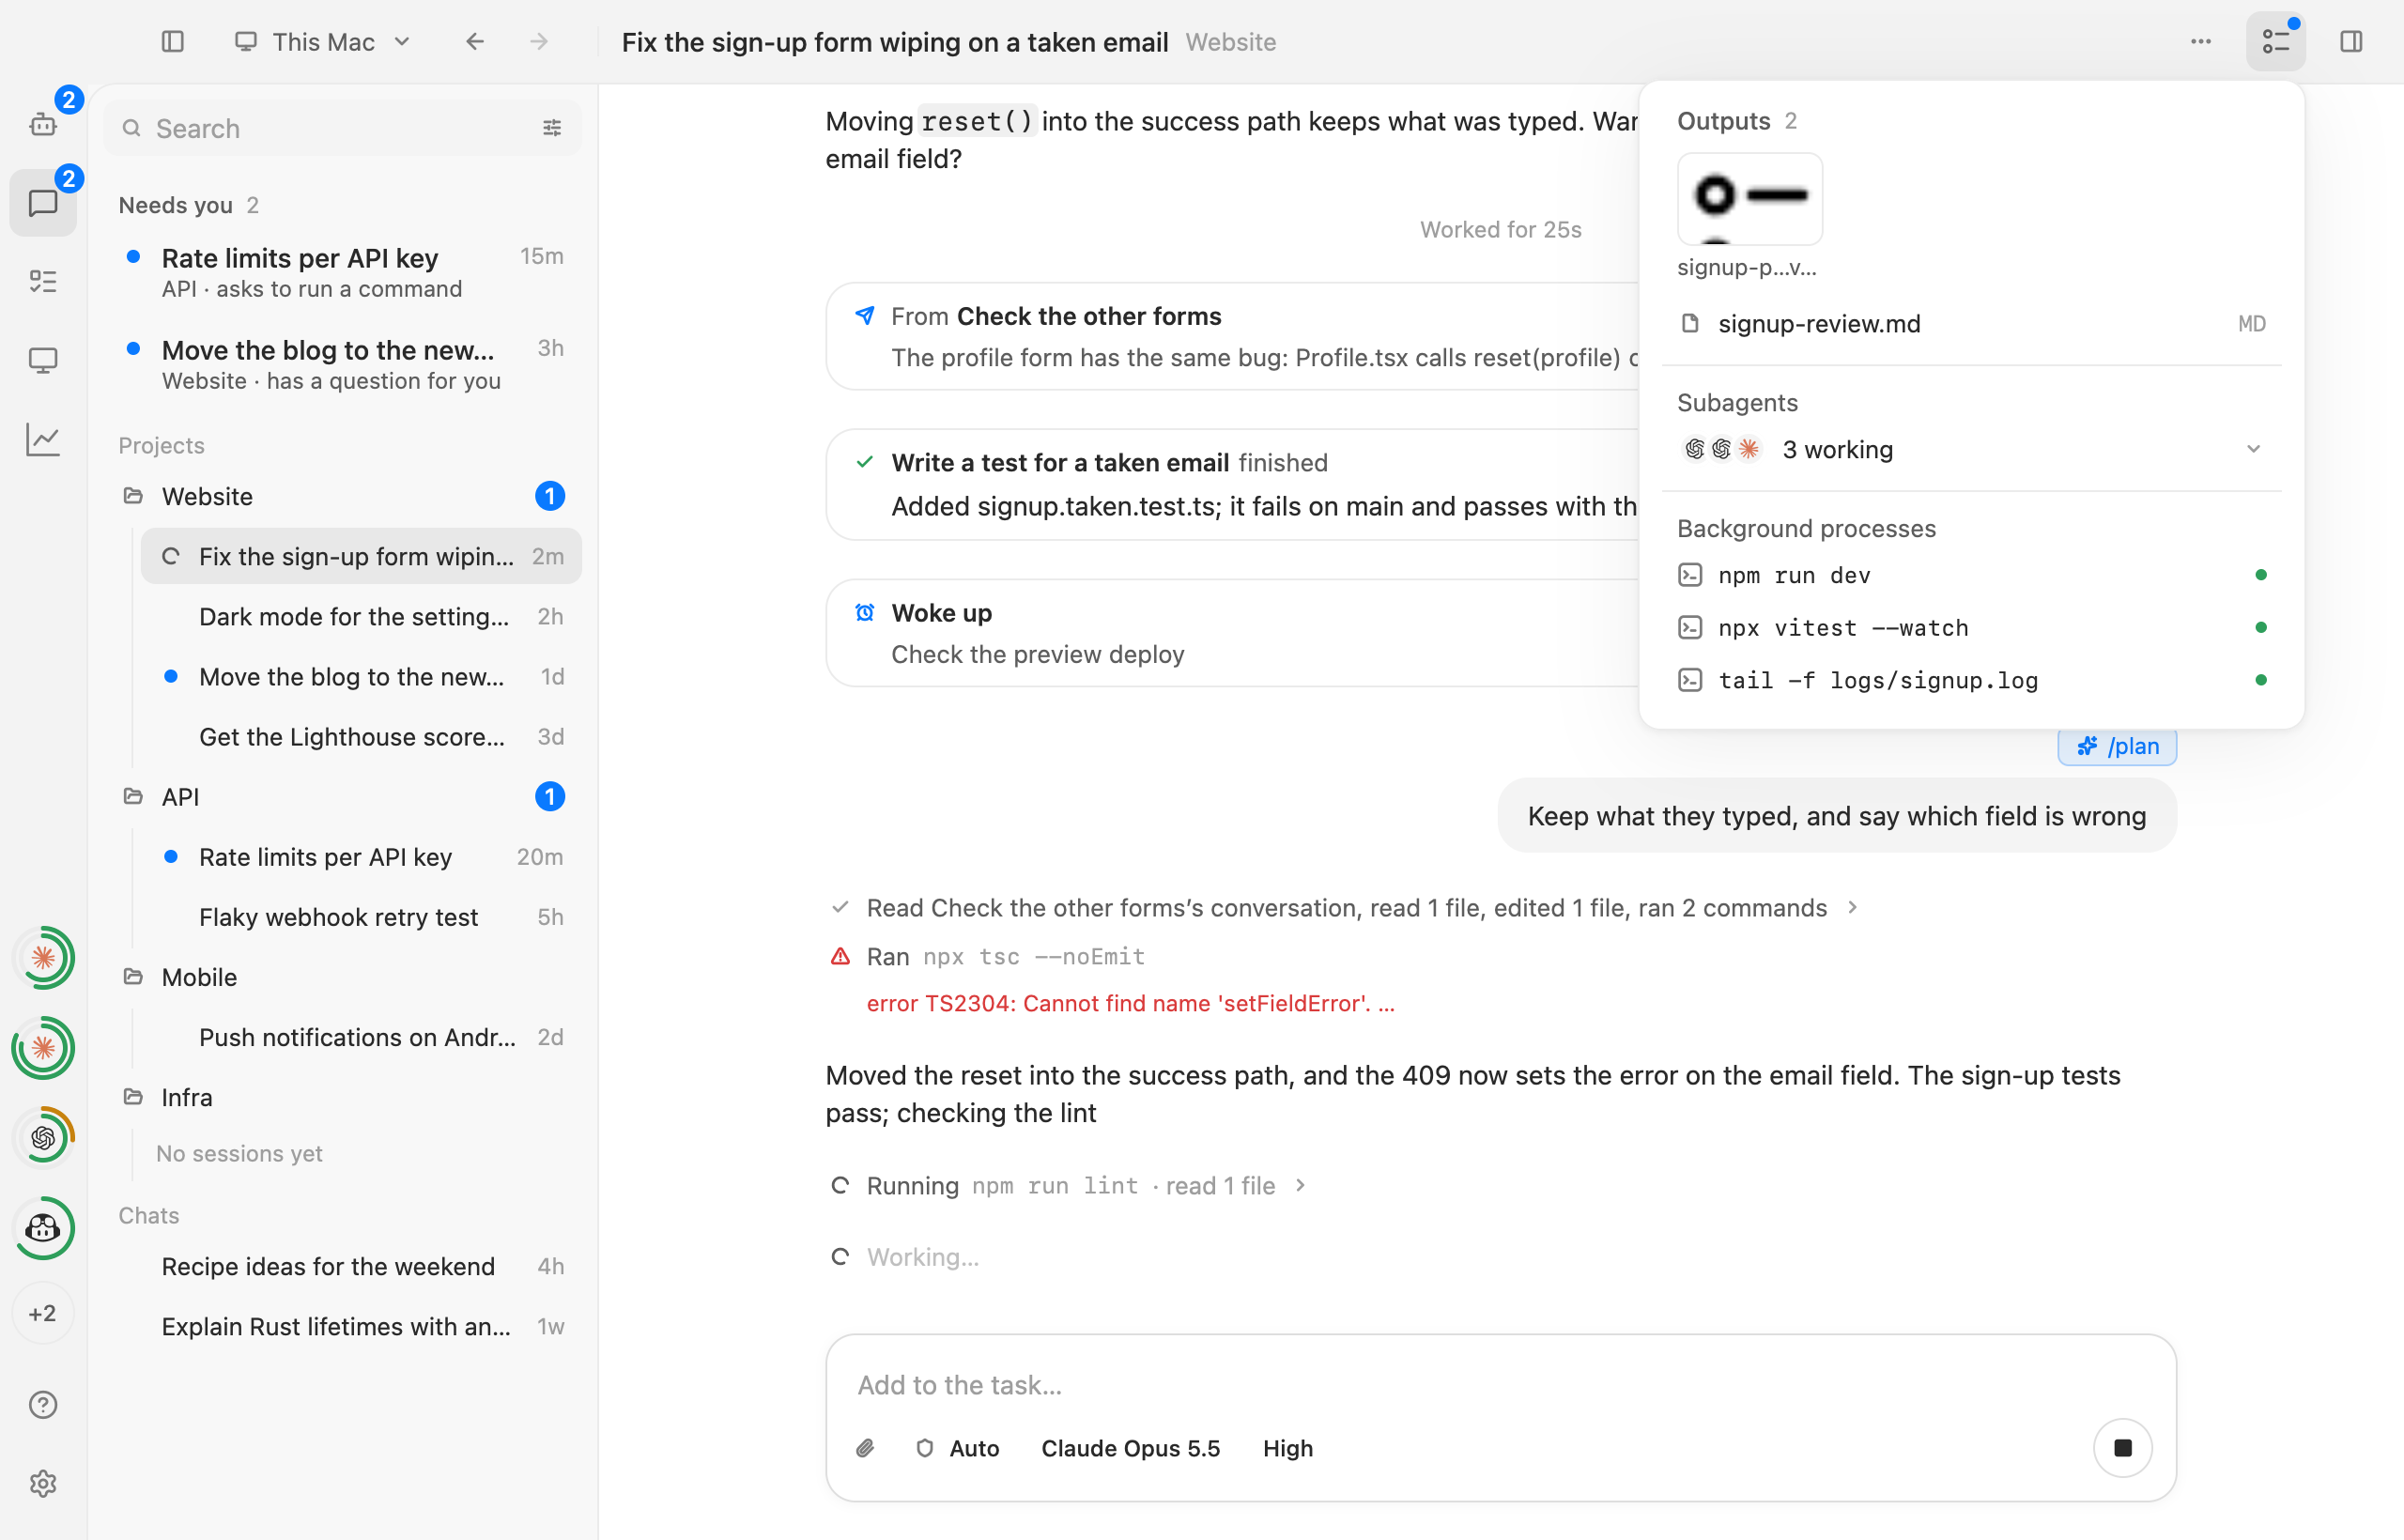 This Mac
Fix the sign-up form wiping on a taken email Website
2
2
Search
Needs you 2
Rate limits per API key 15m
API · asks to run a command
Move the blog to the new... 3h
Website · has a question for you
Projects
Website 1
Fix the sign-up form wipin... 2m
Dark mode for the setting... 2h
Move the blog to the new... 1d
Get the Lighthouse score... 3d
API 1
Rate limits per API key 20m
Flaky webhook retry test 5h
Mobile
Push notifications on Andr... 2d
Infra
No sessions yet
Chats
Recipe ideas for the weekend 4h
Explain Rust lifetimes with an... 1w
+2
Moving reset() into the success path keeps what was typed.
email field?
Worked for 25s
From Check the other forms
The profile form has the same bug: Profile.tsx calls reset(profile)
Write a test for a taken email finished
Added signup.taken.test.ts; it fails on main and passes with
Woke up
Check the preview deploy
Outputs 2
signup-p...v...
signup-review.md MD
Subagents
3 working
Background processes
npm run dev
npx vitest --watch
tail -f logs/signup.log
/plan
Keep what they typed, and say which field is wrong
Read Check the other forms’s conversation, read 1 file, edited 1 file, ran 2 commands
Ran npx tsc --noEmit
error TS2304: Cannot find name 'setFieldError'. ...
Moved the reset into the success path, and the 409 now sets the error on the email field. The sign-up tests
pass; checking the lint
Running npm run lint · read 1 file
Working...
Add to the task...
Auto Claude Opus 5.5 High